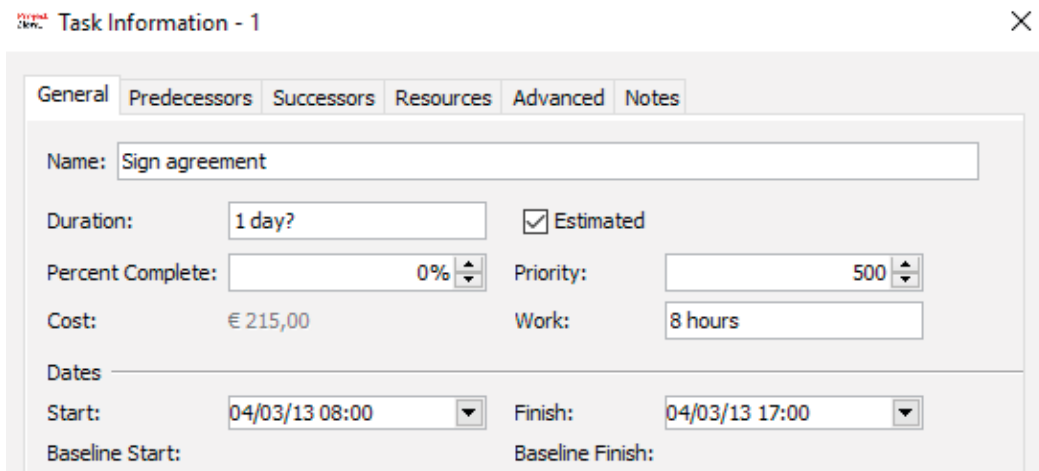 Task Information - 1
General Predecessors Successors Resources Advanced Notes
Name: Sign agreement
Duration: 1 day? Estimated
Percent Complete: 0% Priority: 500
Cost: € 215,00 Work: 8 hours
Dates
Start: 04/03/13 08:00 Finish: 04/03/13 17:00
Baseline Start: Baseline Finish: